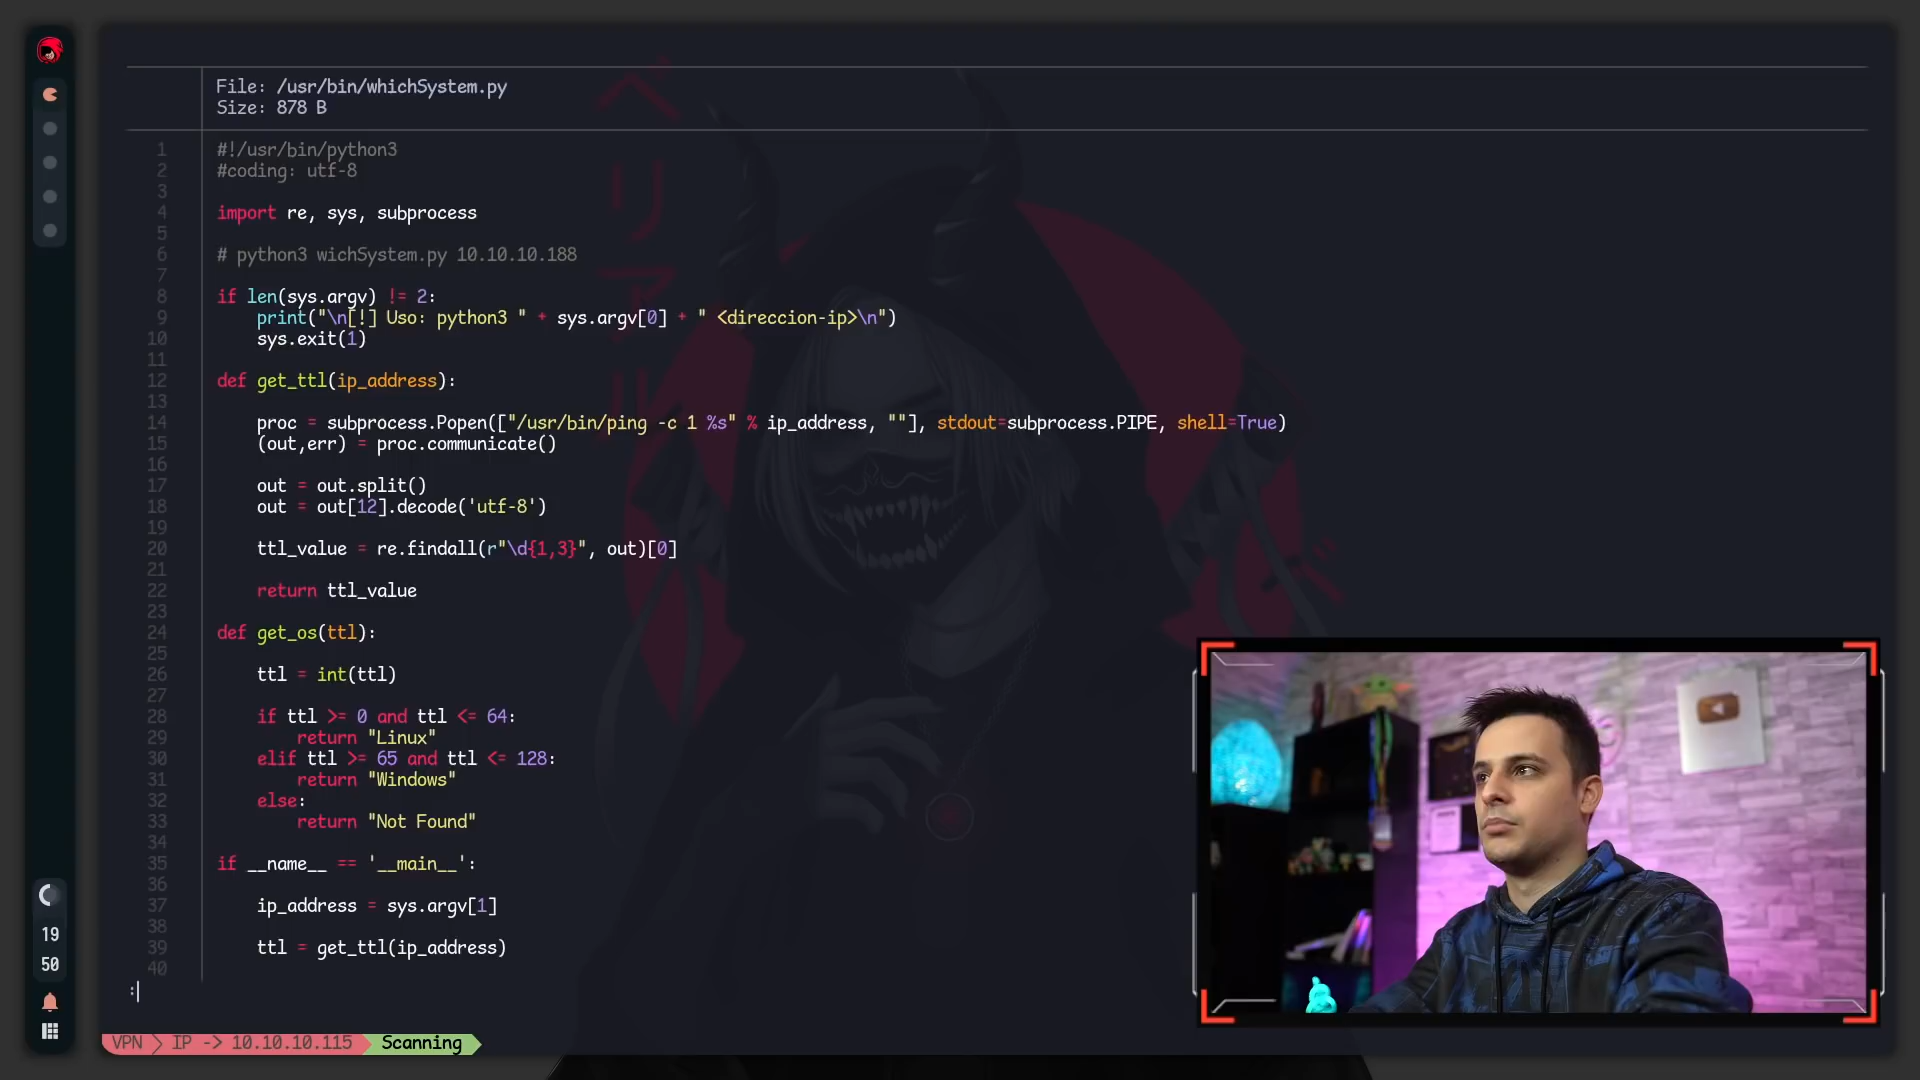 File: /usr/bin/whichSystem.py
Size: 878 B
1 #!/usr/bin/python3
2 #coding: utf-8
3
4 import re, sys, subprocess
5
6 # python3 wichSystem.py 10.10.10.188
7
8 if len(sys.argv) != 2:
9     print("\n[!] Uso: python3 " + sys.argv[0] + " <direccion-ip>\n")
10     sys.exit(1)
11
12 def get_ttl(ip_address):
13
14     proc = subprocess.Popen(["/usr/bin/ping -c 1 %s" % ip_address, ""], stdout=subprocess.PIPE, shell=True)
15     (out,err) = proc.communicate()
16
17     out = out.split()
18     out = out[12].decode('utf-8')
19
20     ttl_value = re.findall(r"\d{1,3}", out)[0]
21
22     return ttl_value
23
24 def get_os(ttl):
25
26     ttl = int(ttl)
27
28     if ttl >= 0 and ttl <= 64:
29         return "Linux"
30     elif ttl >= 65 and ttl <= 128:
31         return "Windows"
32     else:
33         return "Not Found"
34
35 if __name__ == '__main__':
36
37     ip_address = sys.argv[1]
38
39     ttl = get_ttl(ip_address)
40
:
19
50
VPN IP -> 10.10.10.115 Scanning
ベリアル